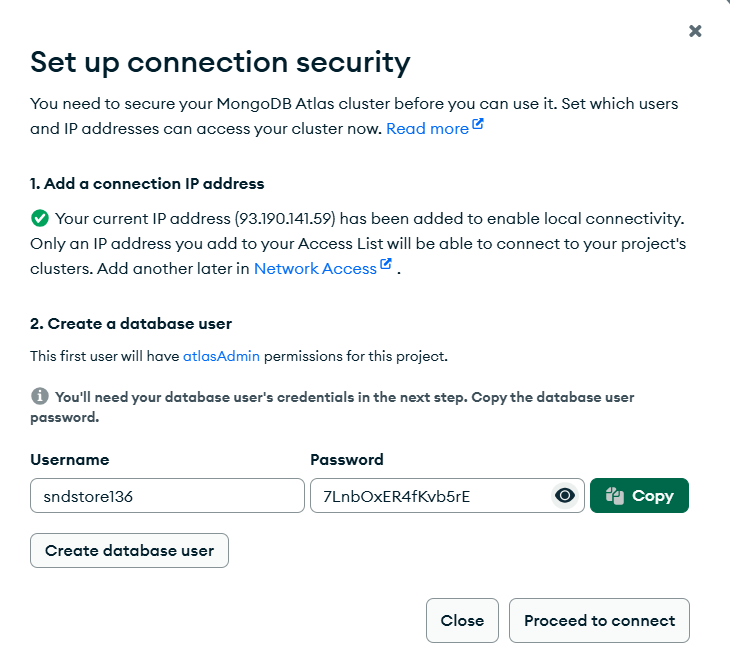 Set up connection security
You need to secure your MongoDB Atlas cluster before you can use it. Set which users
and IP addresses can access your cluster now. Read more
1. Add a connection IP address
Your current IP address (93.190.141.59) has been added to enable local connectivity.
Only an IP address you add to your Access List will be able to connect to your project's
clusters. Add another later in Network Access .
2. Create a database user
This first user will have atlasAdmin permissions for this project.
You'll need your database user's credentials in the next step. Copy the database user
password.
Username Password
sndstore136 7LnbOxER4fKvb5rE Copy
Create database user
Close Proceed to connect